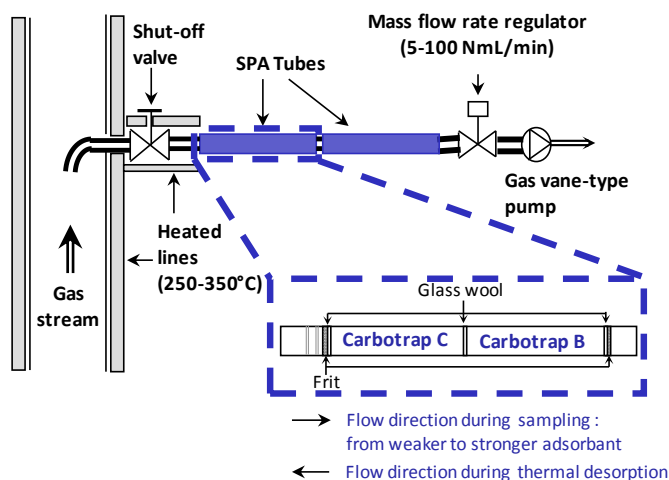 Mass flow rate regulator
(5-100 NmL/min)
Shut-off
valve
SPA Tubes
Gas vane-type
pump
Heated
lines
(250-350°C)
Gas
stream
Glass wool
Carbotrap C
Carbotrap B
Frit
Flow direction during sampling :
from weaker to stronger adsorbant
Flow direction during thermal desorption